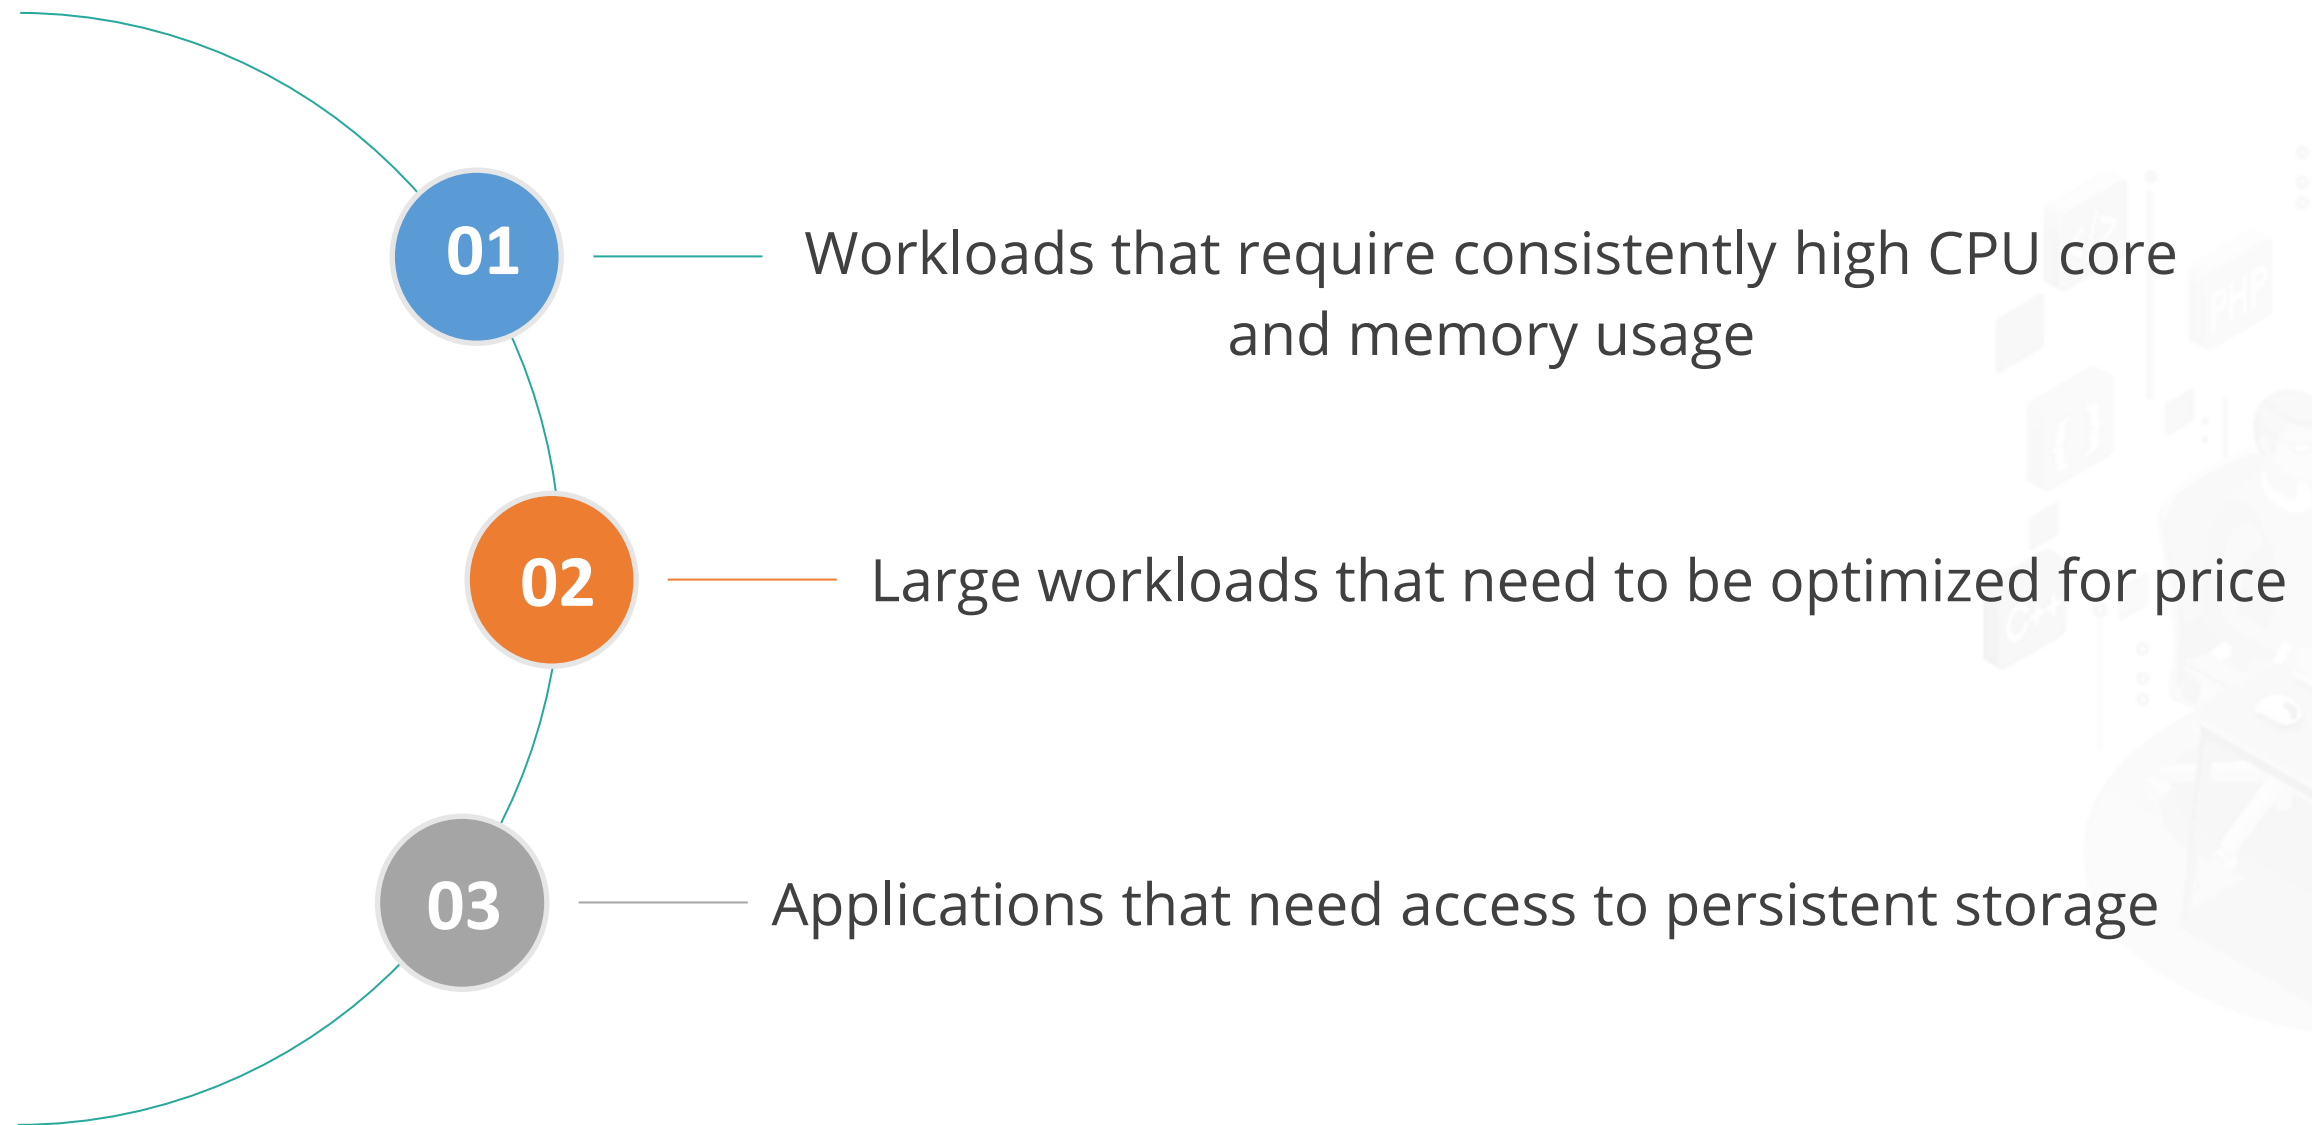 01
Workloads that require consistently high CPU core
and memory usage
02
Large workloads that need to be optimized for price
03
Applications that need access to persistent storage
</>
PHP
{ }
C++